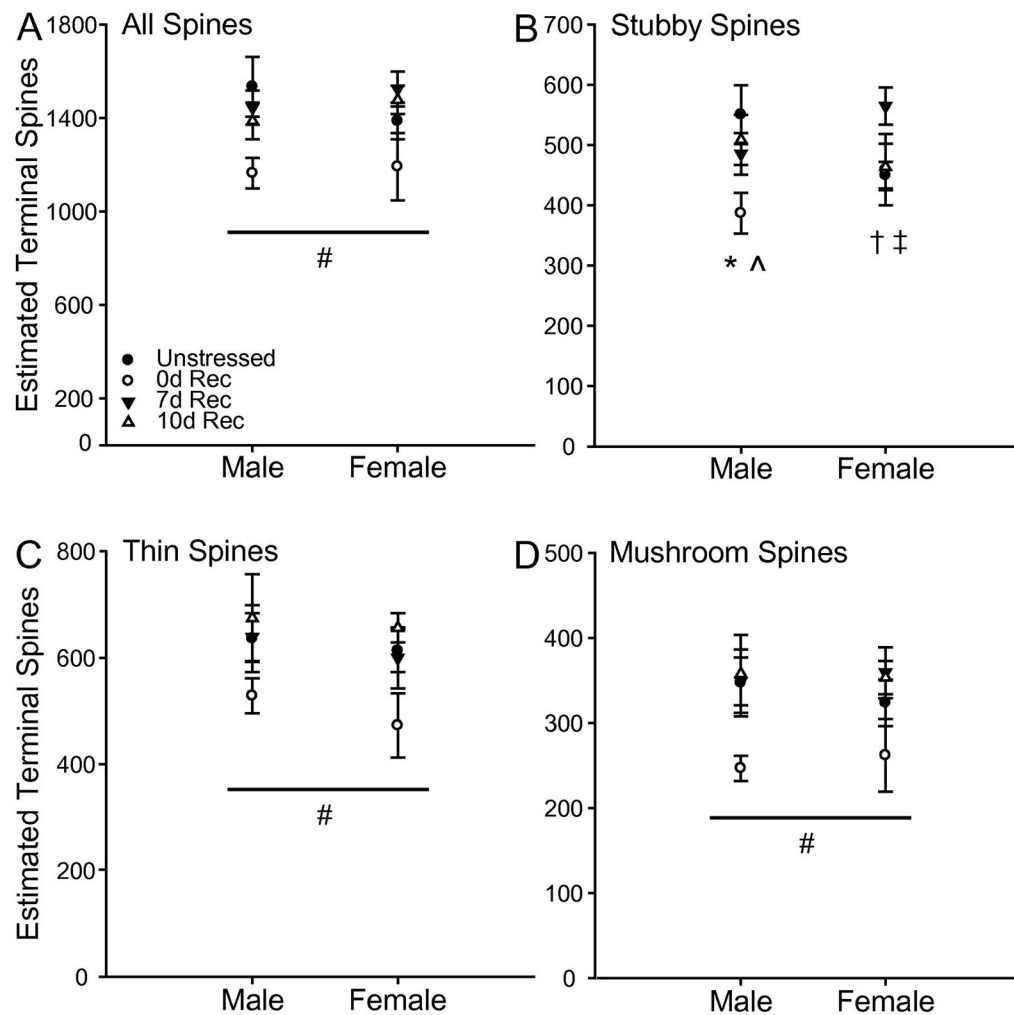 A All Spines
Estimated Terminal Spines
1800
1400
1000
600
200
0
Unstressed
0d Rec
7d Rec
10d Rec
#
Male Female
B Stubby Spines
700
600
500
400
300
200
100
0
* ^
† ‡
Male Female
C Thin Spines
Estimated Terminal Spines
800
600
400
200
0
#
Male Female
D Mushroom Spines
500
400
300
200
100
0
#
Male Female